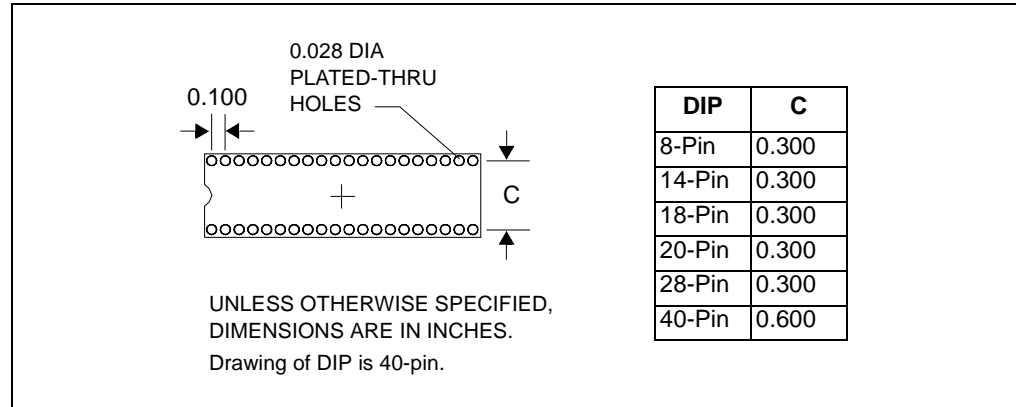 0.028 DIA
PLATED-THRU
HOLES
0.100
C
UNLESS OTHERWISE SPECIFIED,
DIMENSIONS ARE IN INCHES.
Drawing of DIP is 40-pin.
DIP C
8-Pin 0.300
14-Pin 0.300
18-Pin 0.300
20-Pin 0.300
28-Pin 0.300
40-Pin 0.600